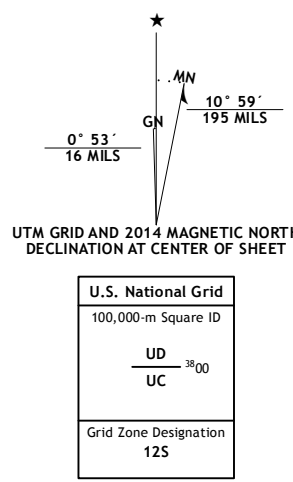 ★
MN
GN
10° 59´
195 MILS
0° 53´
16 MILS
UTM GRID AND 2014 MAGNETIC NORTH
DECLINATION AT CENTER OF SHEET
U.S. National Grid
100,000-m Square ID
UD
3800
UC
Grid Zone Designation
12S